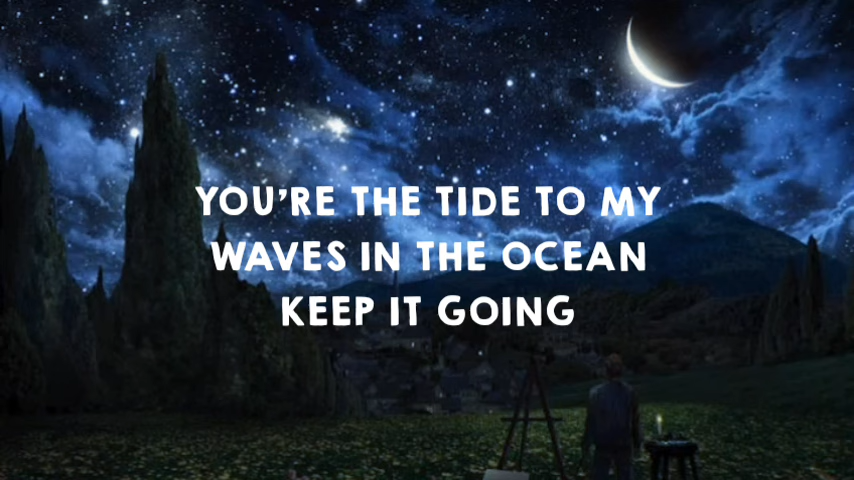 YOU'RE THE TIDE TO MY
WAVES IN THE OCEAN
KEEP IT GOING